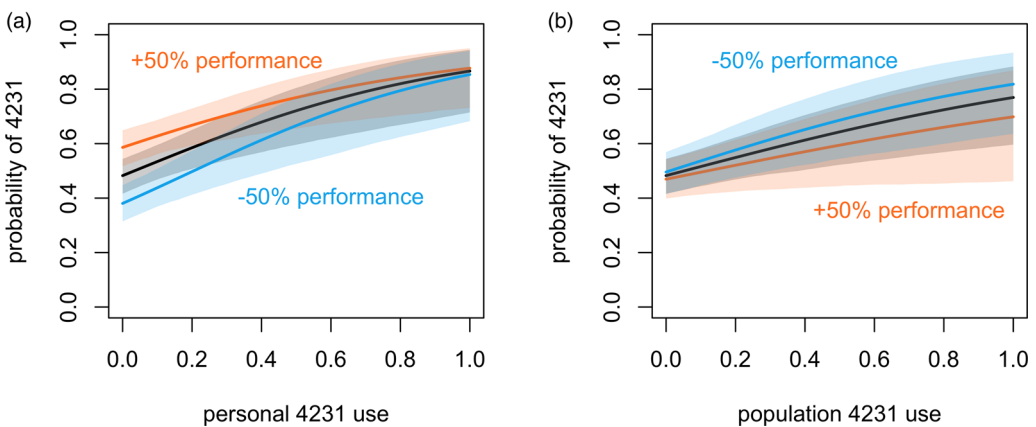 (a)
+50% performance
-50% performance
probability of 4231
0.0 0.2 0.4 0.6 0.8 1.0
0.0 0.2 0.4 0.6 0.8 1.0
personal 4231 use
(b)
-50% performance
+50% performance
probability of 4231
0.0 0.2 0.4 0.6 0.8 1.0
0.0 0.2 0.4 0.6 0.8 1.0
population 4231 use